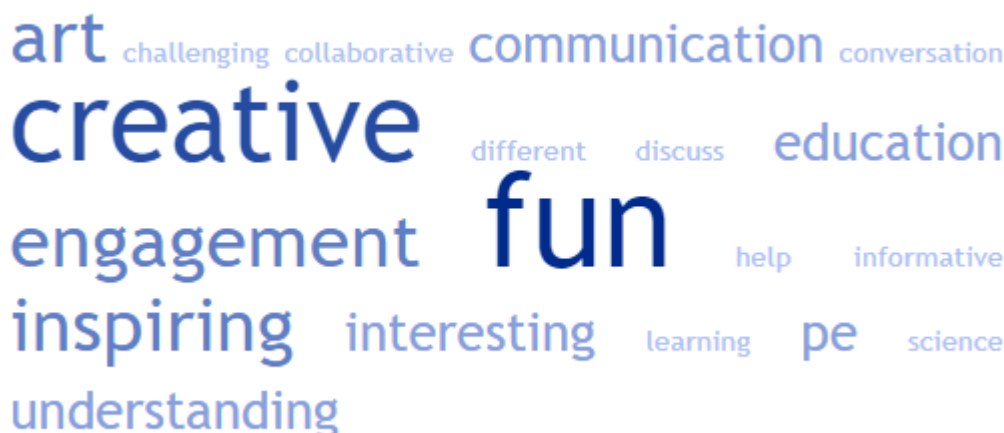 art challenging collaborative communication conversation
creative different discuss education
engagement fun help informative
inspiring interesting learning pe science
understanding